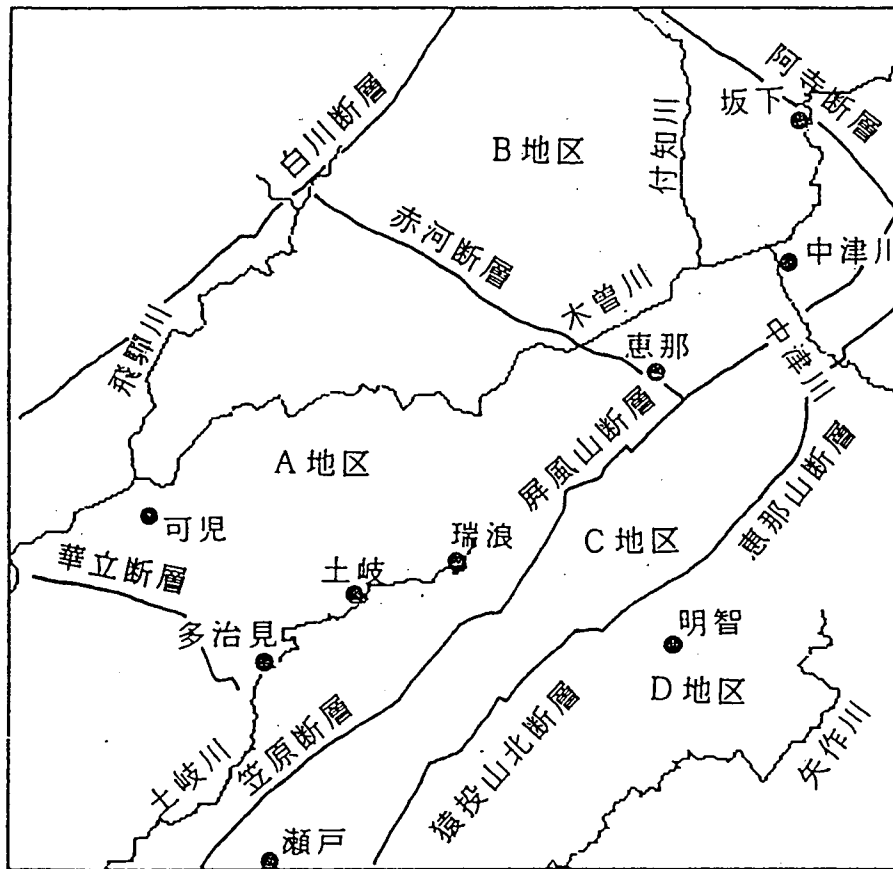 阿寺断層
坂下
白川断層
B地区
付知川
赤河断層
中津川
木曽川
飛騨川
恵那
中津川
A地区
屏風山断層
可児
瑞浪
C地区
恵那山断層
華立断層
土岐
多治見
明智
D地区
笠原断層
土岐川
猿投山北断層
矢作川
瀬戸